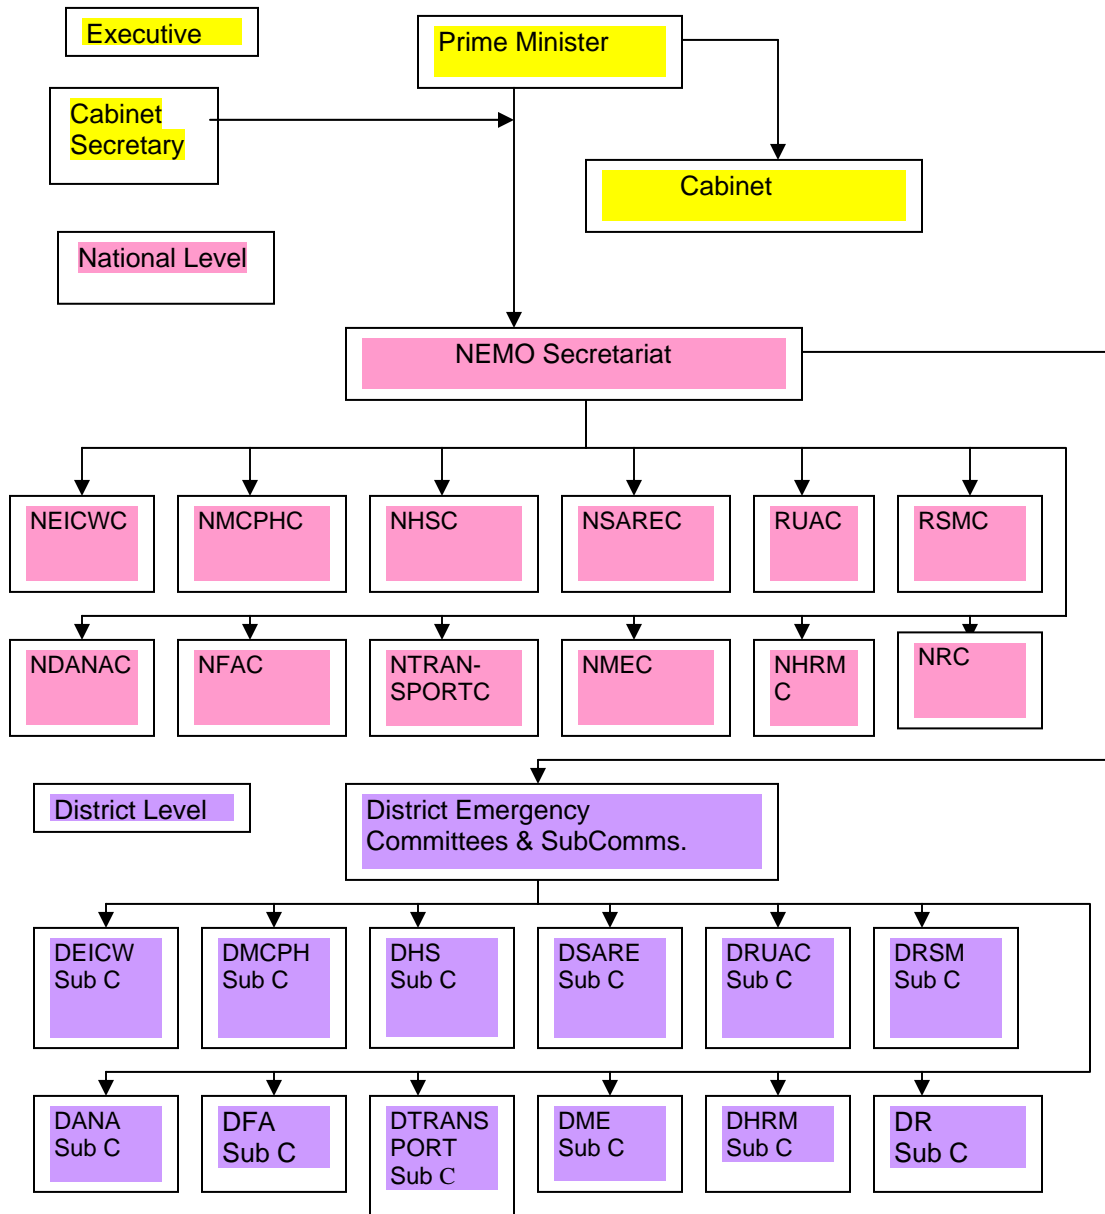 Executive
Prime Minister
Cabinet
Secretary
Cabinet
National Level
NEMO Secretariat
NEICWC
NMCPHC
NHSC
NSAREC
RUAC
RSMC
NDANAC
NFAC
NTRAN-
SPORTC
NMEC
NHRM
C
NRC
District Level
District Emergency
Committees & SubComms.
DEICW
Sub C
DMCPH
Sub C
DHS
Sub C
DSARE
Sub C
DRUAC
Sub C
DRSM
Sub C
DANA
Sub C
DFA
Sub C
DTRANS
PORT
Sub C
DME
Sub C
DHRM
Sub C
DR
Sub C